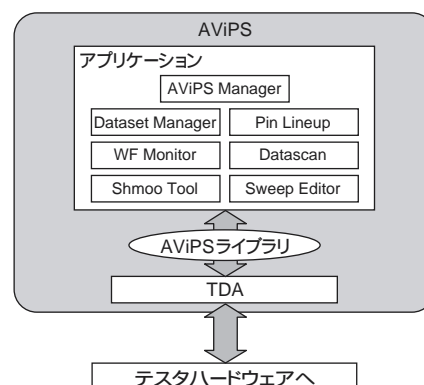 AViPS
アプリケーション
AViPS Manager
Dataset Manager
Pin Lineup
WF Monitor
Datascan
Shmoo Tool
Sweep Editor
AViPSライブラリ
TDA
テスタハードウェアへ